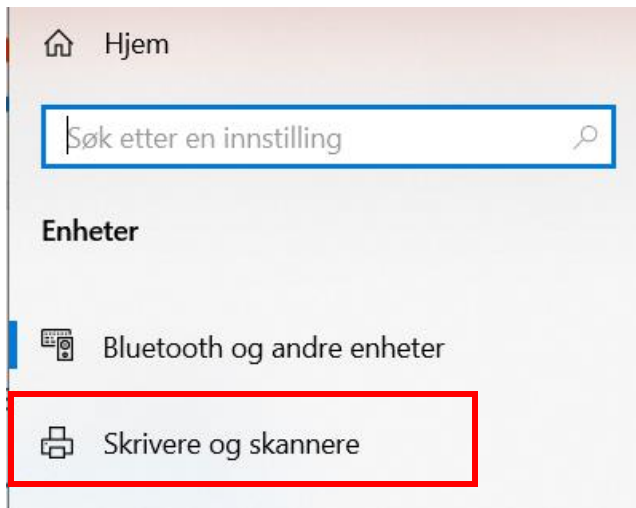 Hjem
Søk etter en innstilling
Enheter
Bluetooth og andre enheter
Skrivere og skannere